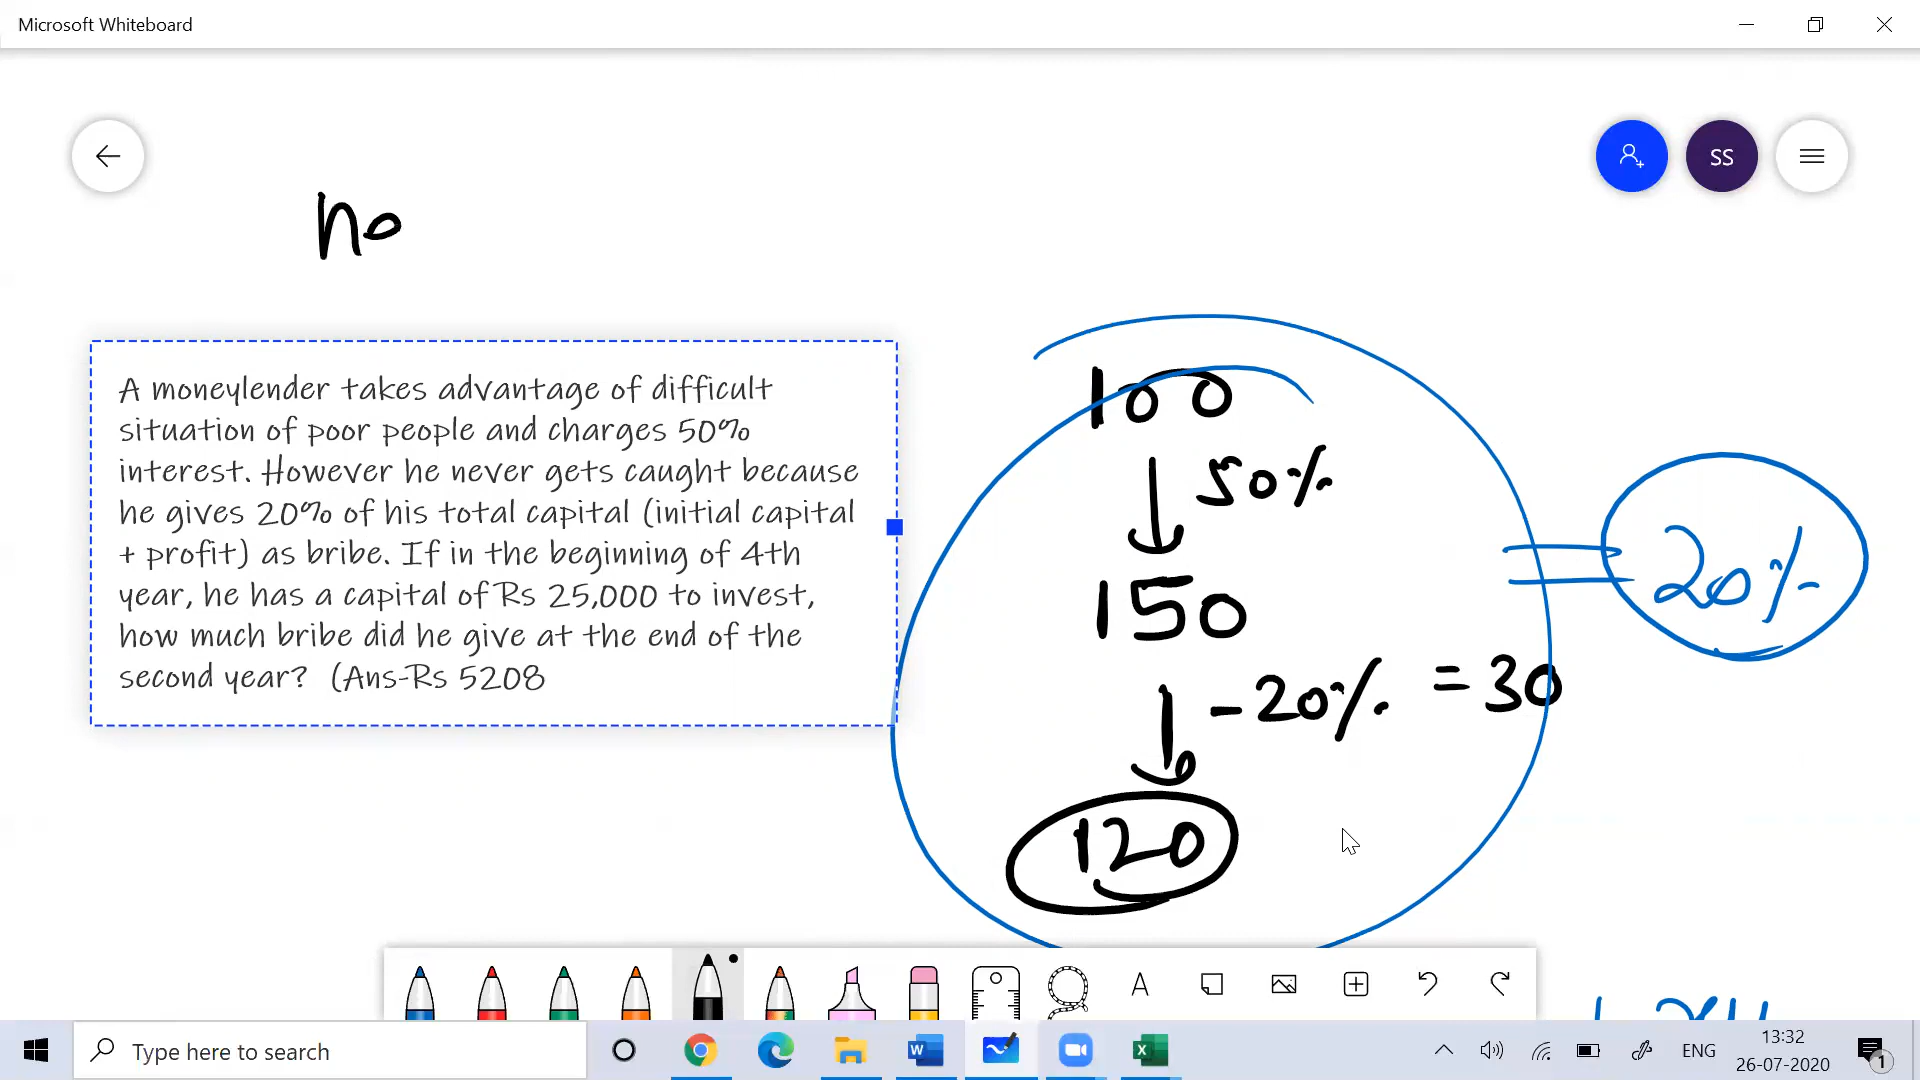 Microsoft Whiteboard
SS
no
A moneylender takes advantage of difficult
situation of poor people and charges 50%
interest. However he never gets caught because
he gives 20% of his total capital (initial capital
+ profit) as bribe. If in the beginning of 4th
year, he has a capital of Rs 25,000 to invest,
how much bribe did he give at the end of the
second year? (Ans-Rs 5208
100
50%
150
-20% = 30
120
= 20%
A
Type here to search
W
X
ENG
13:32
26-07-2020
1